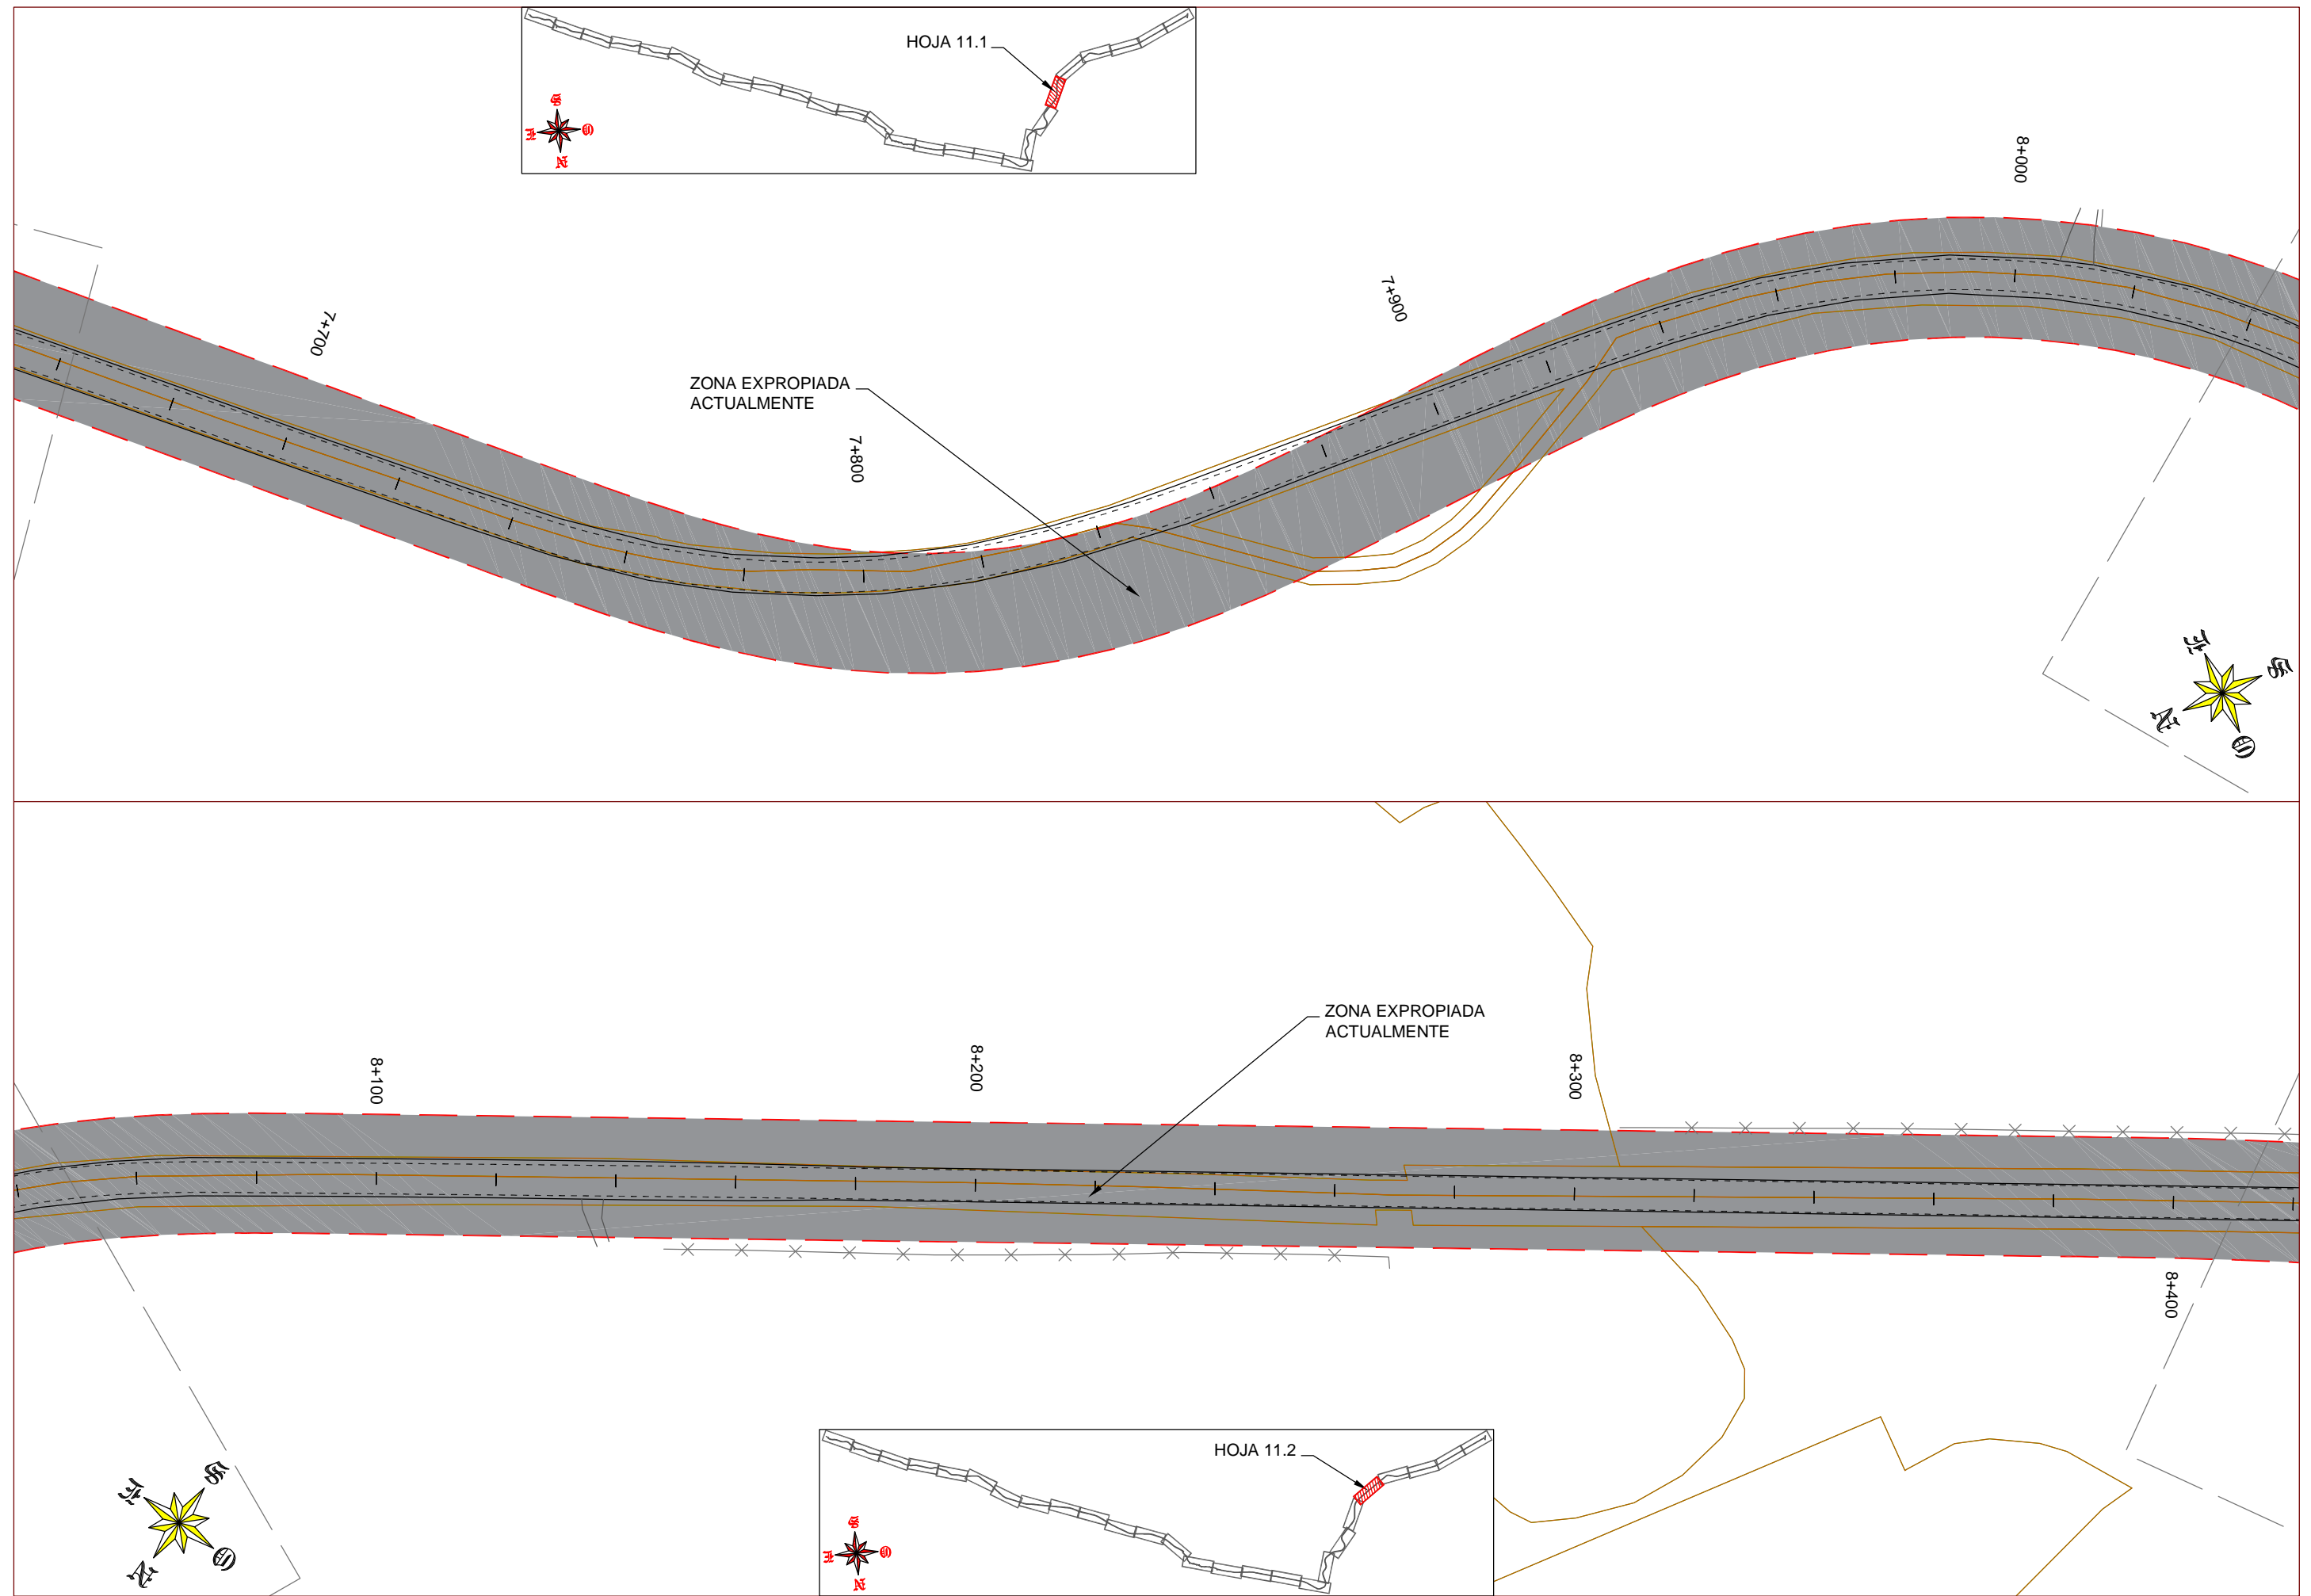 HOJA 11.1
S
E
O
N
8+000
7+900
7+700
ZONA EXPROPIADA
ACTUALMENTE
7+800
E
S
N
O
ZONA EXPROPIADA
ACTUALMENTE
8+100
8+200
8+300
8+400
HOJA 11.2
S
E
O
N
S
E
O
N